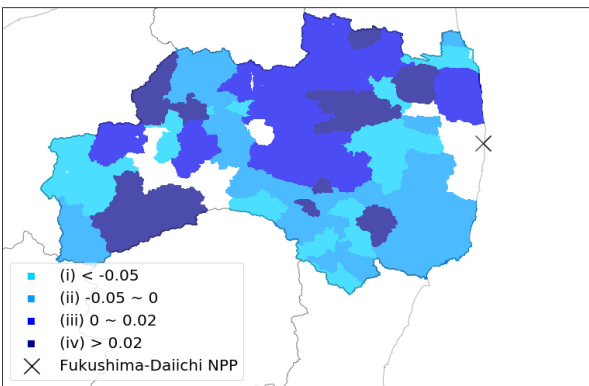 (i) < -0.05
(ii) -0.05 ~ 0
(iii) 0 ~ 0.02
(iv) > 0.02
Fukushima-Daiichi NPP